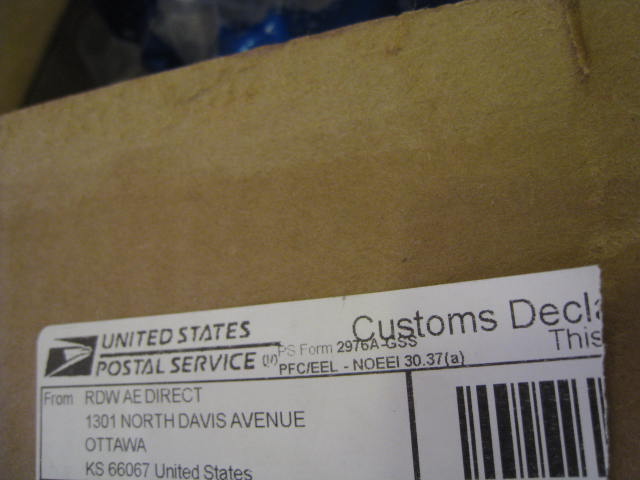 UNITED STATES
POSTAL SERVICE
Customs Decla
PS Form 2976A-GSS
This
PFC/EEL - NOEEI 30.37(a)
From RDW AE DIRECT
1301 NORTH DAVIS AVENUE
OTTAWA
KS 66067 United States